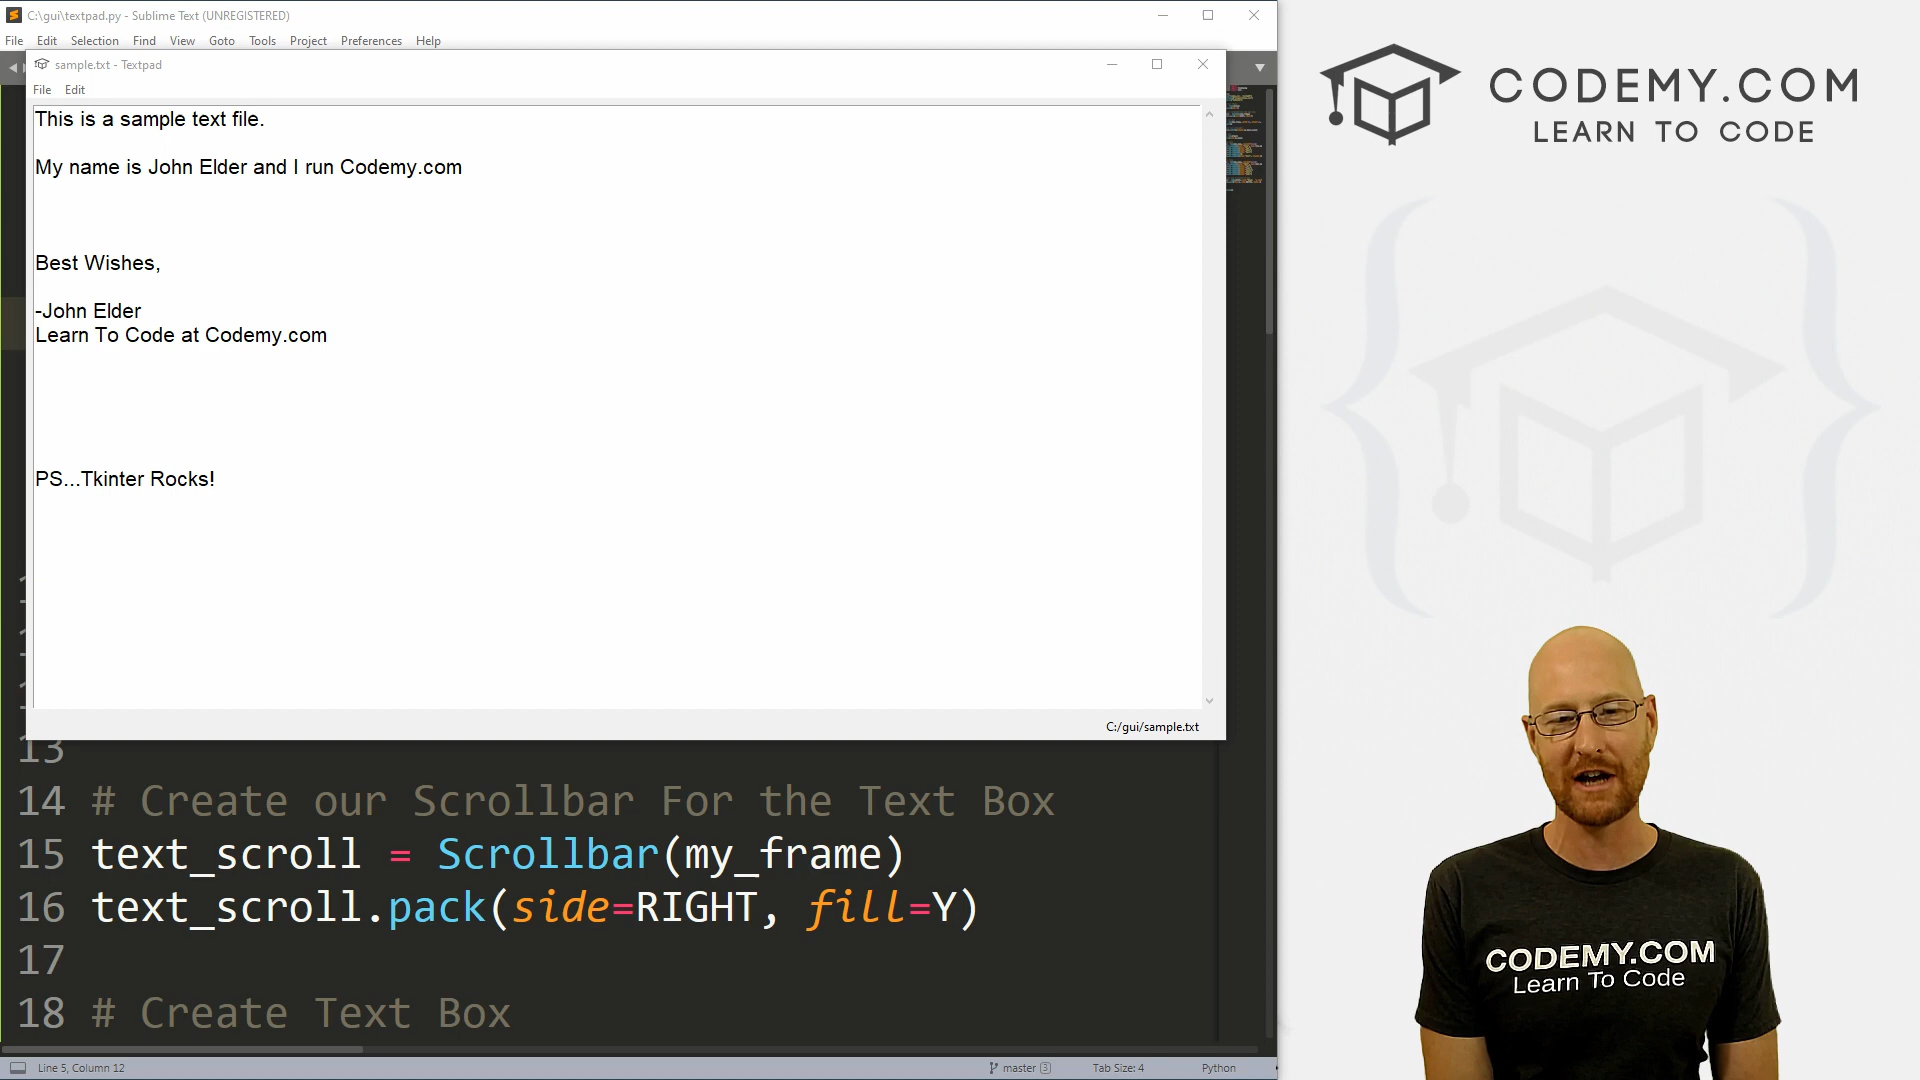 C:\gui\textpad.py - Sublime Text (UNREGISTERED)
File Edit Selection Find View Goto Tools Project Preferences Help
sample.txt - Textpad
File Edit
This is a sample text file.
My name is John Elder and I run Codemy.com
Best Wishes,
-John Elder
Learn To Code at Codemy.com
PS...Tkinter Rocks!
C:/gui/sample.txt
13
14 # Create our Scrollbar For the Text Box
15 text_scroll = Scrollbar(my_frame)
16 text_scroll.pack(side=RIGHT, fill=Y)
17
18 # Create Text Box
Line 5, Column 12
master 3
Tab Size: 4
Python
CODEMY.COM
LEARN TO CODE
CODEMY.COM
Learn To Code